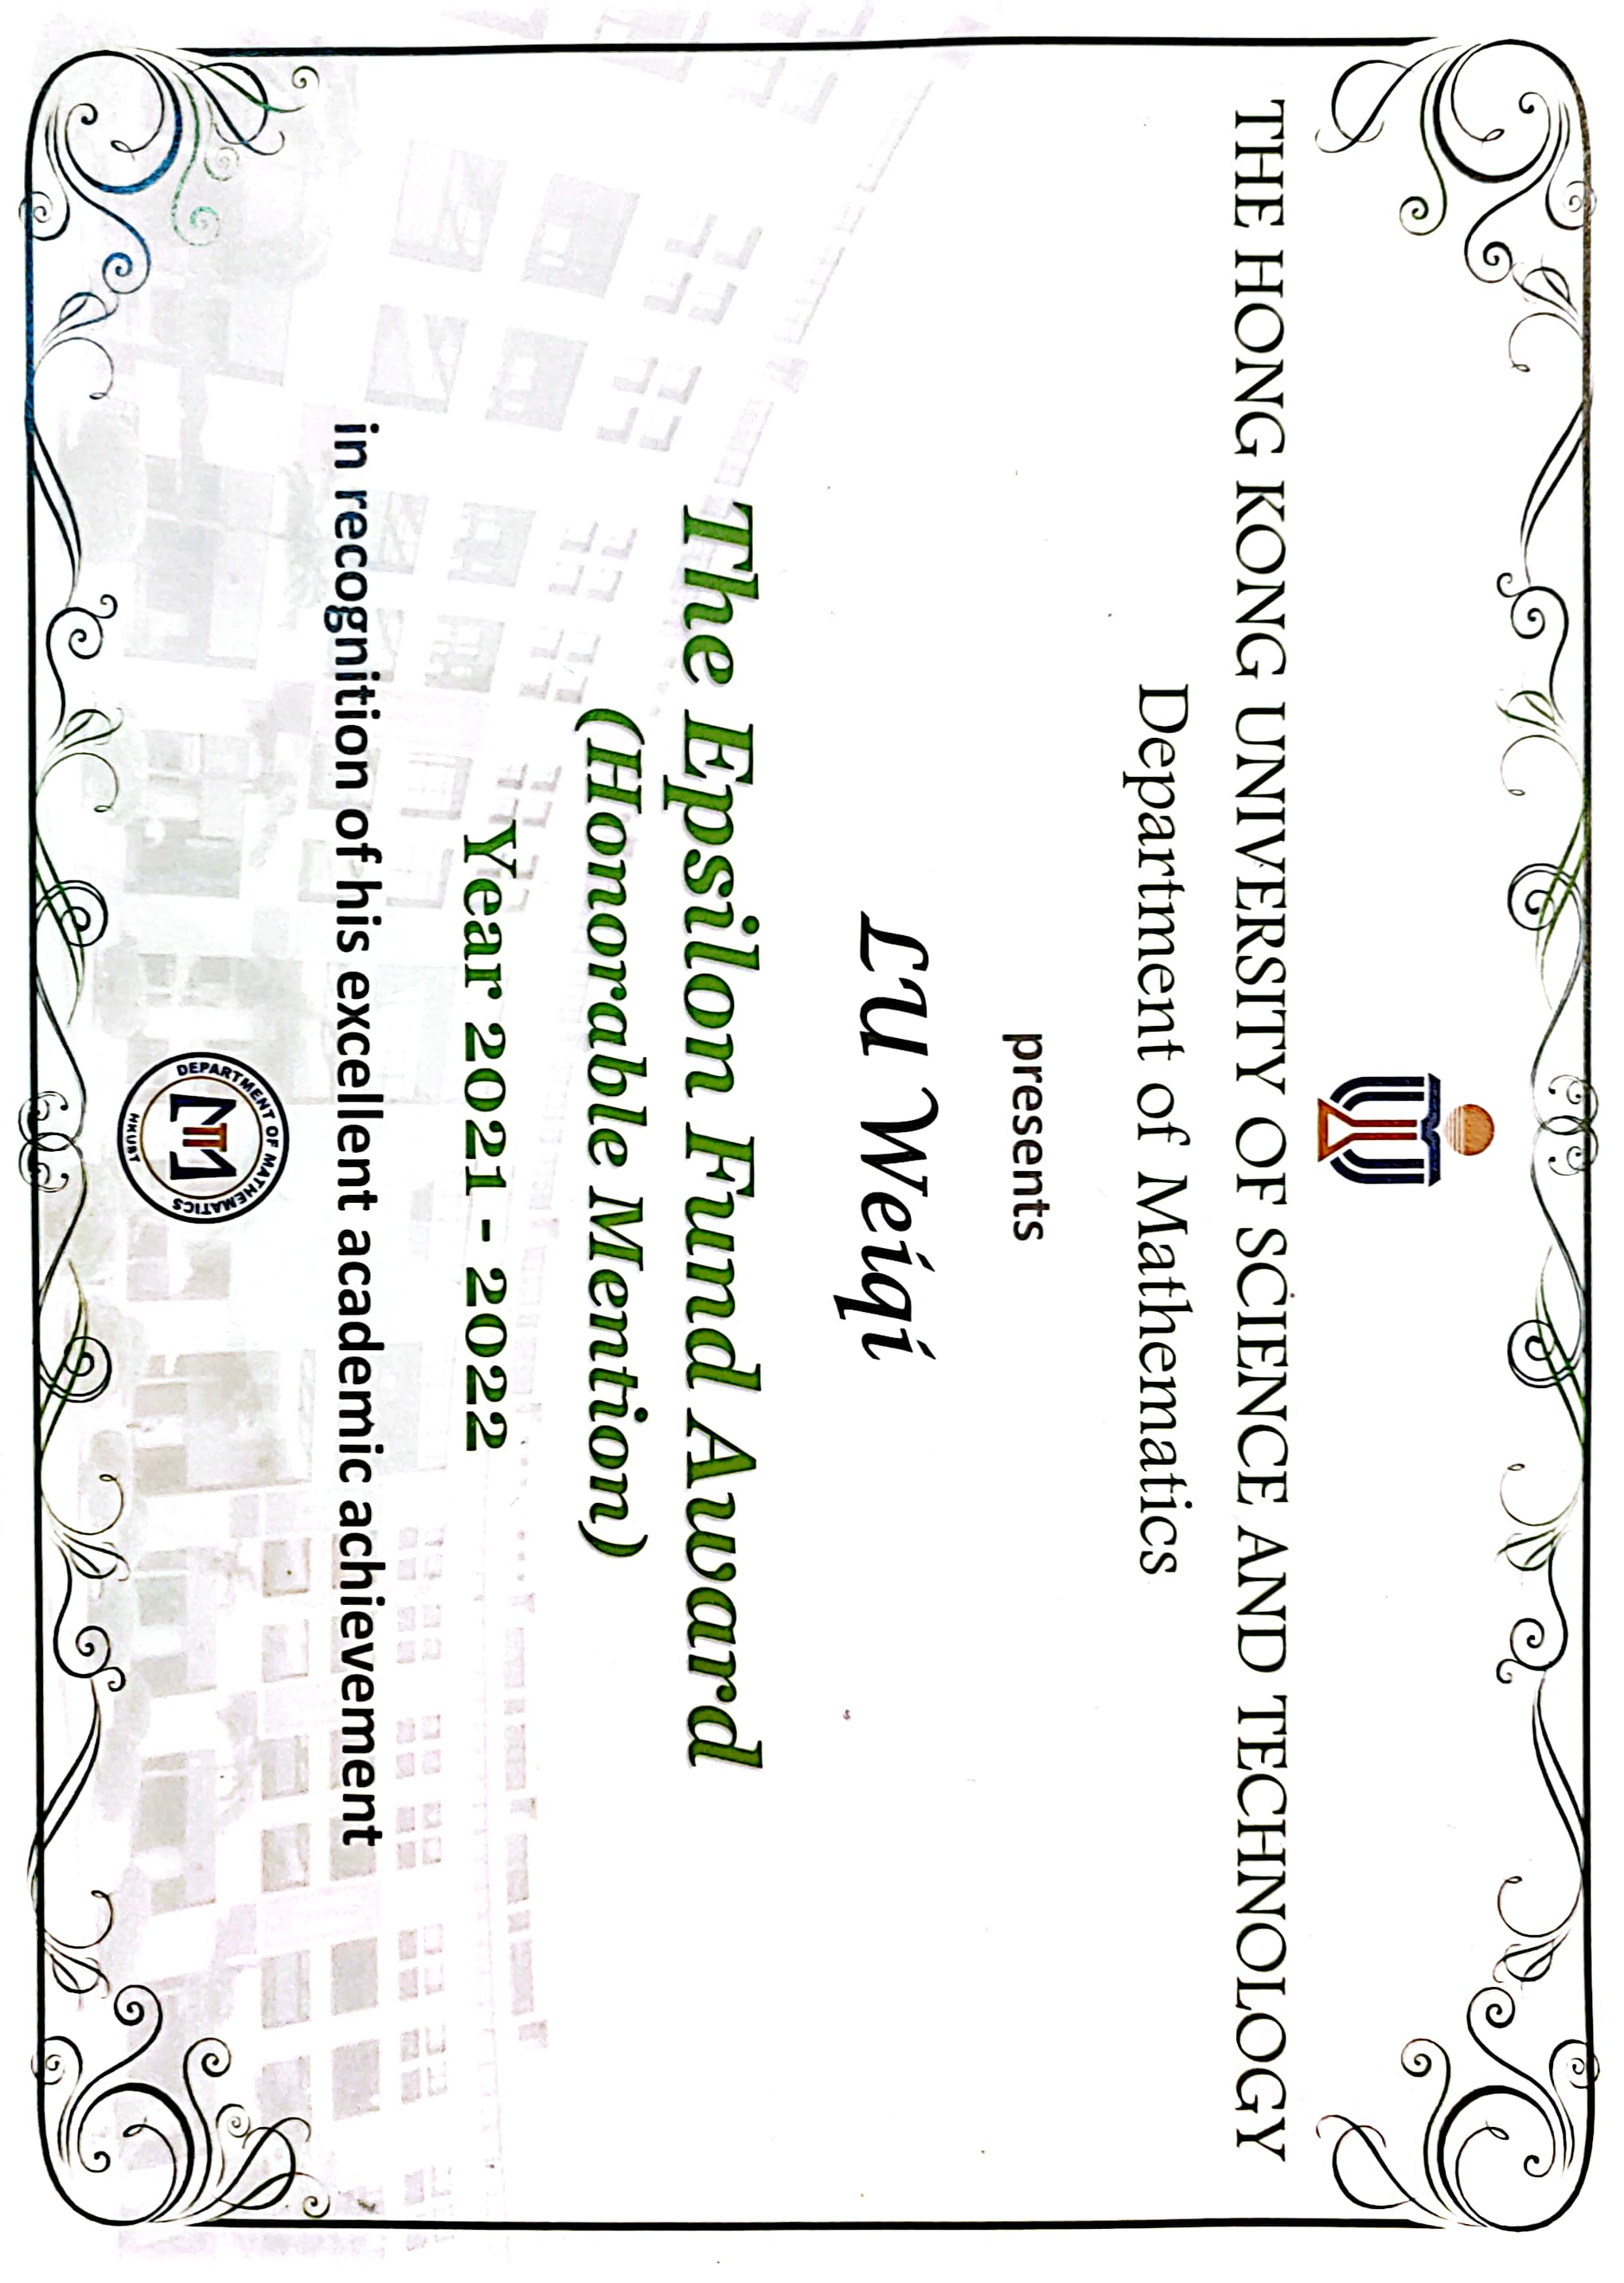 THE HONG KONG UNIVERSITY OF SCIENCE AND TECHNOLOGY
Department of Mathematics
presents
LU Weiqi
The Epsilon Fund Award
(Honorable Mention)
Year 2021 - 2022
in recognition of his excellent academic achievement
DEPARTMENT OF MATHEMATICS
HKUST